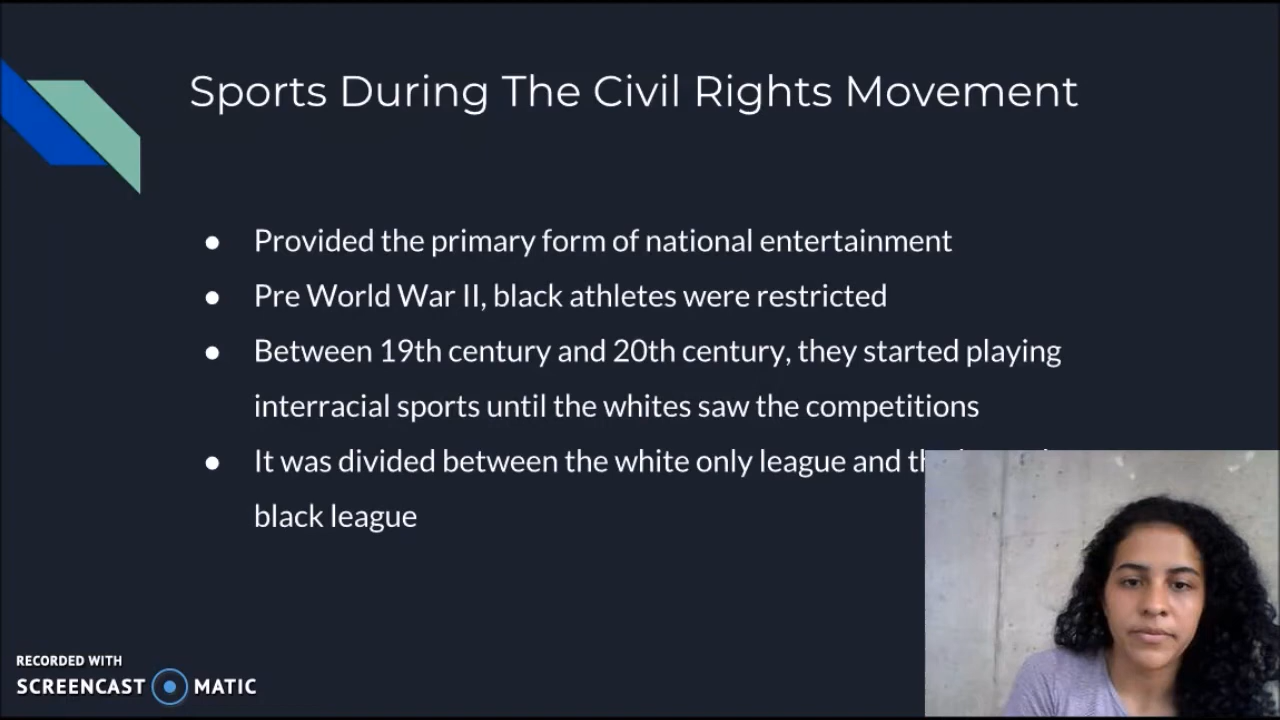 Sports During The Civil Rights Movement
● Provided the primary form of national entertainment
● Pre World War II, black athletes were restricted
● Between 19th century and 20th century, they started playing
interracial sports until the whites saw the competitions
● It was divided between the white only league and
black league
RECORDED WITH
SCREENCAST MATIC